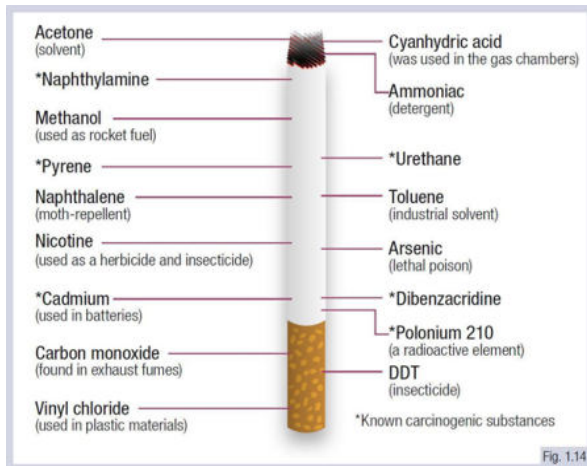 Acetone
(solvent)
*Naphthylamine
Methanol
(used as rocket fuel)
*Pyrene
Naphthalene
(moth-repellent)
Nicotine
(used as a herbicide and insecticide)
*Cadmium
(used in batteries)
Carbon monoxide
(found in exhaust fumes)
Vinyl chloride
(used in plastic materials)
Cyanhydric acid
(was used in the gas chambers)
Ammoniac
(detergent)
*Urethane
Toluene
(industrial solvent)
Arsenic
(lethal poison)
*Dibenzacridine
*Polonium 210
(a radioactive element)
DDT
(insecticide)
*Known carcinogenic substances
Fig. 1.14